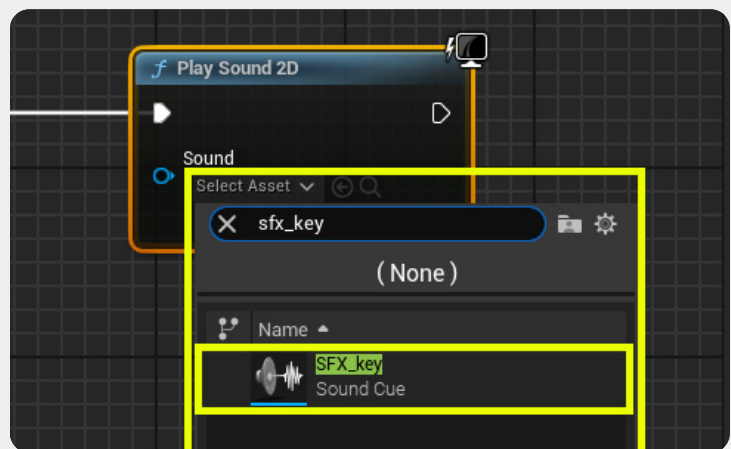 f Play Sound 2D
Sound
Select Asset
sfx_key
( None )
Name
SFX_key
Sound Cue